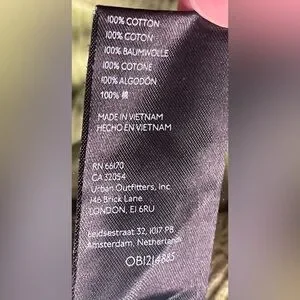 100% COTTON
100% COTON
100% BAUMWOLLE
100% COTONE
100% ALGODÓN
100% 棉
MADE IN VIETNAM
HECHO EN VIETNAM
RN 66170
CA 32054
Urban Outfitters, Inc
146 Brick Lane
LONDON, E1 6RU
Leidsestraat 32, 1017 PB
Amsterdam, Netherlands
OB1214885